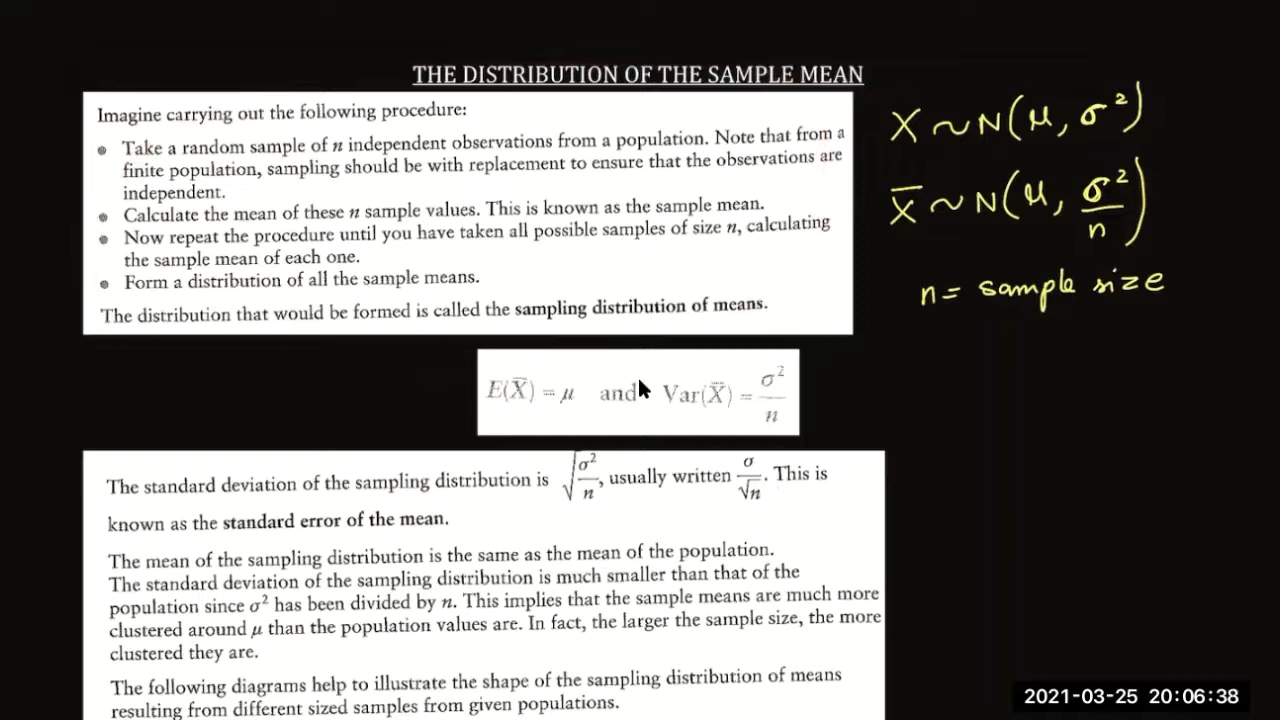 THE DISTRIBUTION OF THE SAMPLE MEAN
Imagine carrying out the following procedure:
• Take a random sample of n independent observations from a population. Note that from a
finite population, sampling should be with replacement to ensure that the observations are
independent.
• Calculate the mean of these n sample values. This is known as the sample mean.
• Now repeat the procedure until you have taken all possible samples of size n, calculating
the sample mean of each one.
• Form a distribution of all the sample means.
The distribution that would be formed is called the sampling distribution of means.
X ~ N(μ, σ²)
X̄ ~ N(μ, σ²/n)
n = sample size
E(X̄) = μ and Var(X̄) = σ²/n
The standard deviation of the sampling distribution is √(σ²/n), usually written σ/√n. This is
known as the standard error of the mean.
The mean of the sampling distribution is the same as the mean of the population.
The standard deviation of the sampling distribution is much smaller than that of the
population since σ² has been divided by n. This implies that the sample means are much more
clustered around μ than the population values are. In fact, the larger the sample size, the more
clustered they are.
The following diagrams help to illustrate the shape of the sampling distribution of means
resulting from different sized samples from given populations.
2021-03-25 20:06:38